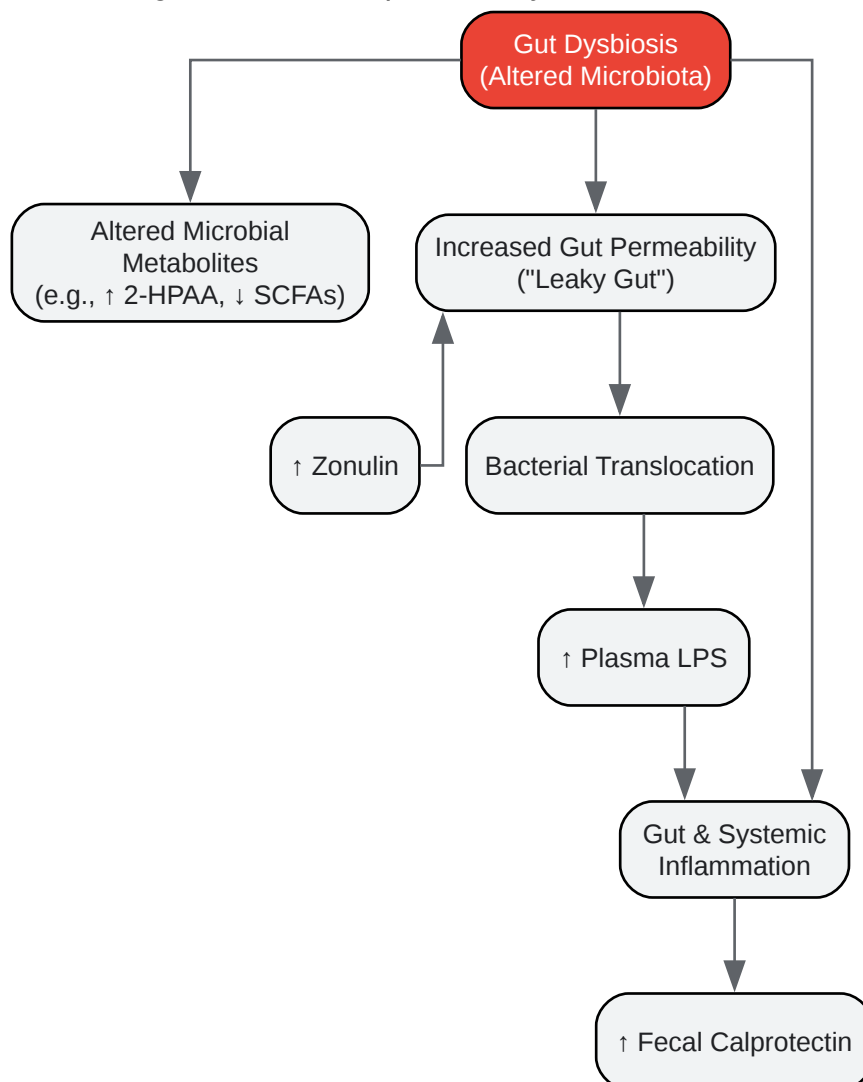 Gut Dysbiosis
(Altered Microbiota)
Altered Microbial
Metabolites
(e.g., ↑ 2-HPAA, ↓ SCFAs)
Increased Gut Permeability
("Leaky Gut")
↑ Zonulin
Bacterial Translocation
↑ Plasma LPS
Gut & Systemic
Inflammation
↑ Fecal Calprotectin